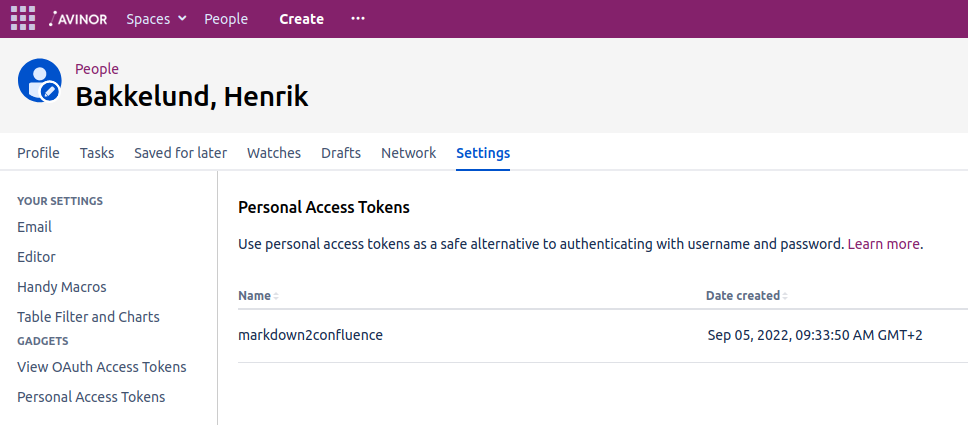 AVINOR Spaces People Create
People
Bakkelund, Henrik
Profile Tasks Saved for later Watches Drafts Network Settings
YOUR SETTINGS
Email
Editor
Handy Macros
Table Filter and Charts
GADGETS
View OAuth Access Tokens
Personal Access Tokens
Personal Access Tokens
Use personal access tokens as a safe alternative to authenticating with username and password. Learn more.
Name Date created
markdown2confluence Sep 05, 2022, 09:33:50 AM GMT+2